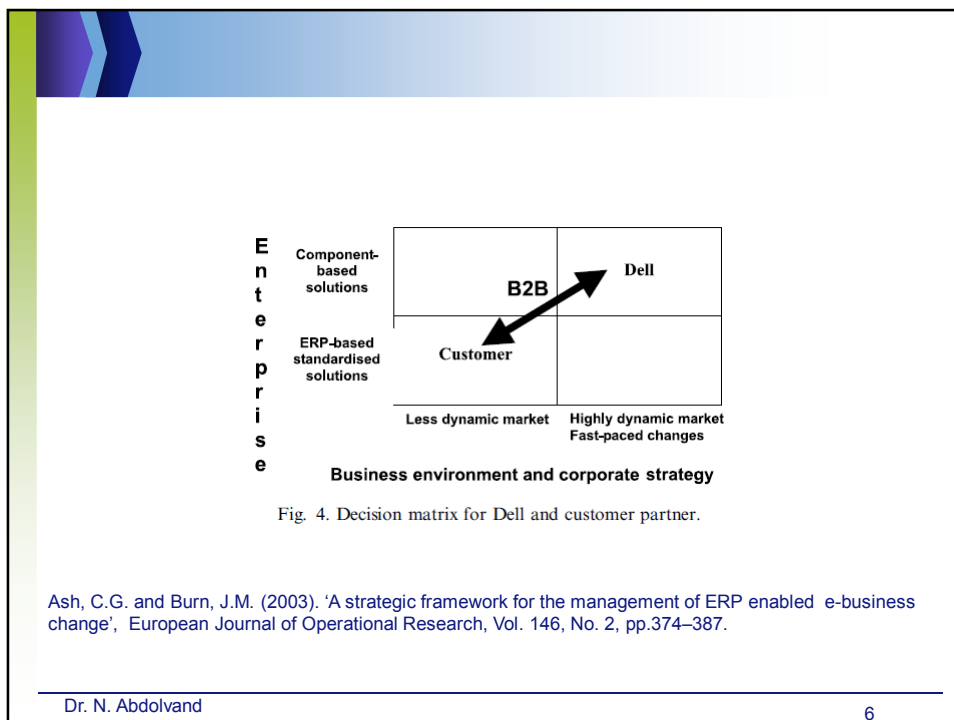 Enterprise
Component-
based
solutions
B2B
Dell
ERP-based
standardised
solutions
Customer
Less dynamic market
Highly dynamic market
Fast-paced changes
Business environment and corporate strategy
Fig. 4. Decision matrix for Dell and customer partner.
Ash, C.G. and Burn, J.M. (2003). ‘A strategic framework for the management of ERP enabled e-business
change’, European Journal of Operational Research, Vol. 146, No. 2, pp.374–387.
Dr. N. Abdolvand
6